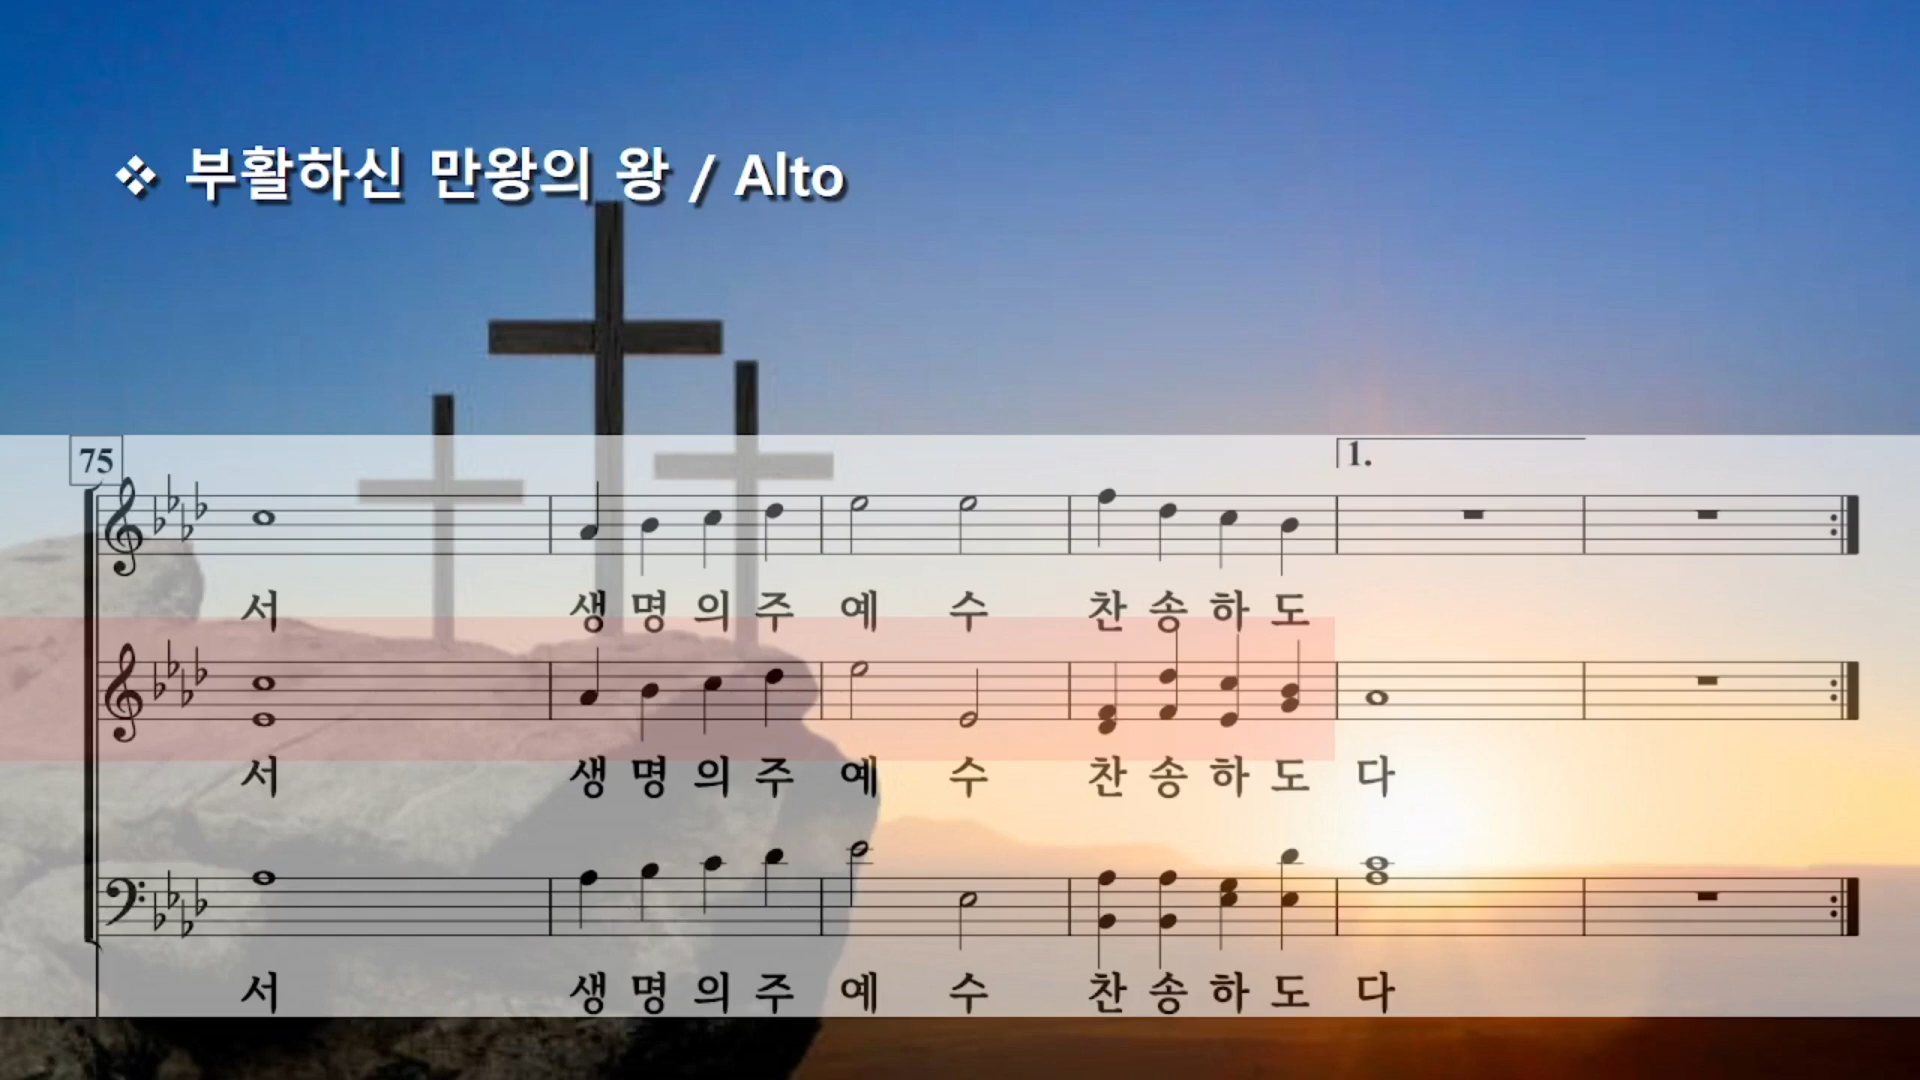 ❖ 부활하신 만왕의 왕 / Alto
75
1.
서 생 명 의 주 예 수 찬 송 하 도
서 생 명 의 주 예 수 찬 송 하 도 다
서 생 명 의 주 예 수 찬 송 하 도 다